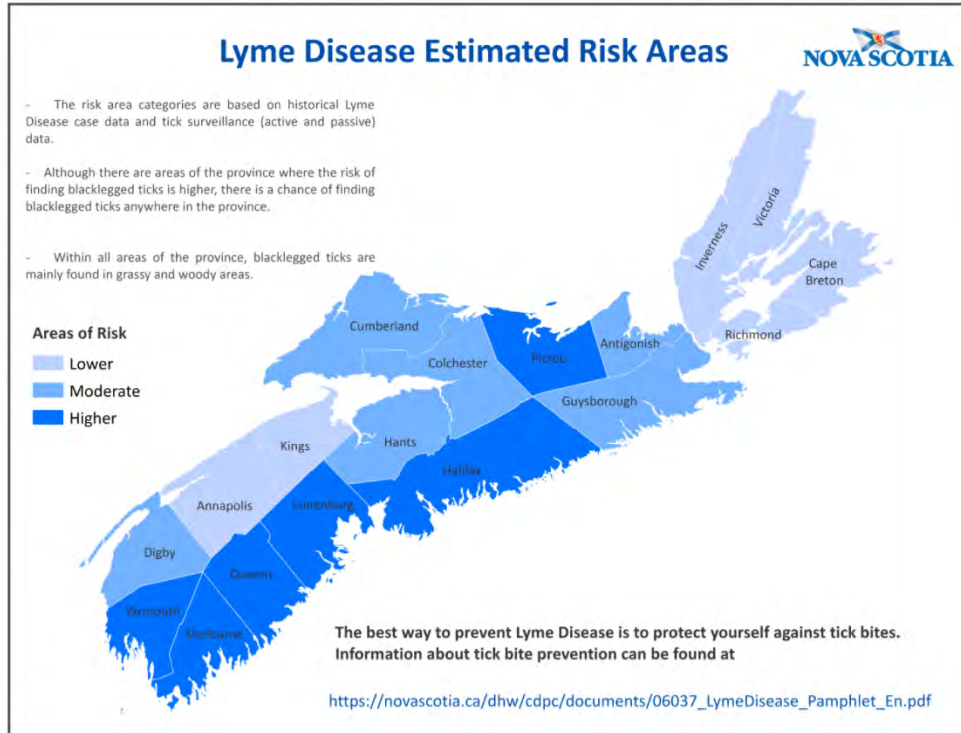 Lyme Disease Estimated Risk Areas
NOVA SCOTIA
- The risk area categories are based on historical Lyme
Disease case data and tick surveillance (active and passive)
data.
- Although there are areas of the province where the risk of
finding blacklegged ticks is higher, there is a chance of finding
blacklegged ticks anywhere in the province.
- Within all areas of the province, blacklegged ticks are
mainly found in grassy and woody areas.
Areas of Risk
Lower
Moderate
Higher
Inverness
Victoria
Cape
Breton
Richmond
Cumberland
Colchester
Pictou
Antigonish
Guysborough
Kings
Hants
Halifax
Annapolis
Lunenburg
Digby
Queens
Yarmouth
Shelburne
The best way to prevent Lyme Disease is to protect yourself against tick bites.
Information about tick bite prevention can be found at
https://novascotia.ca/dhw/cdpc/documents/06037_LymeDisease_Pamphlet_En.pdf